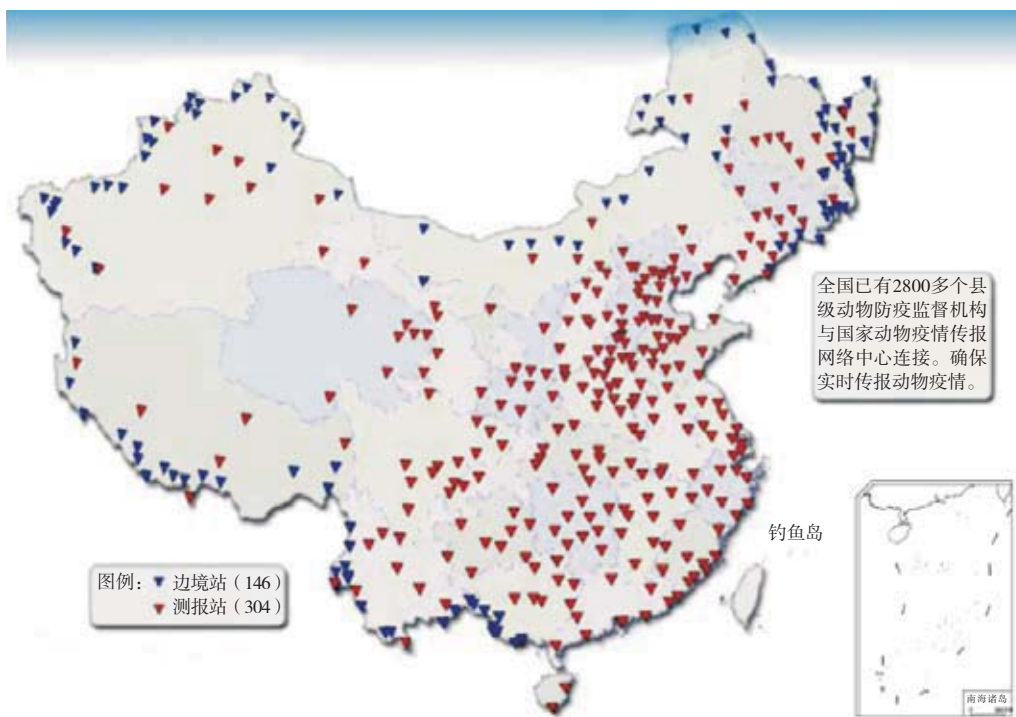 全国已有2800多个县
级动物防疫监督机构
与国家动物疫情传报
网络中心连接。确保
实时传报动物疫情。
钓鱼岛
图例：▼ 边境站（146）
▼ 测报站（304）
南海诸岛